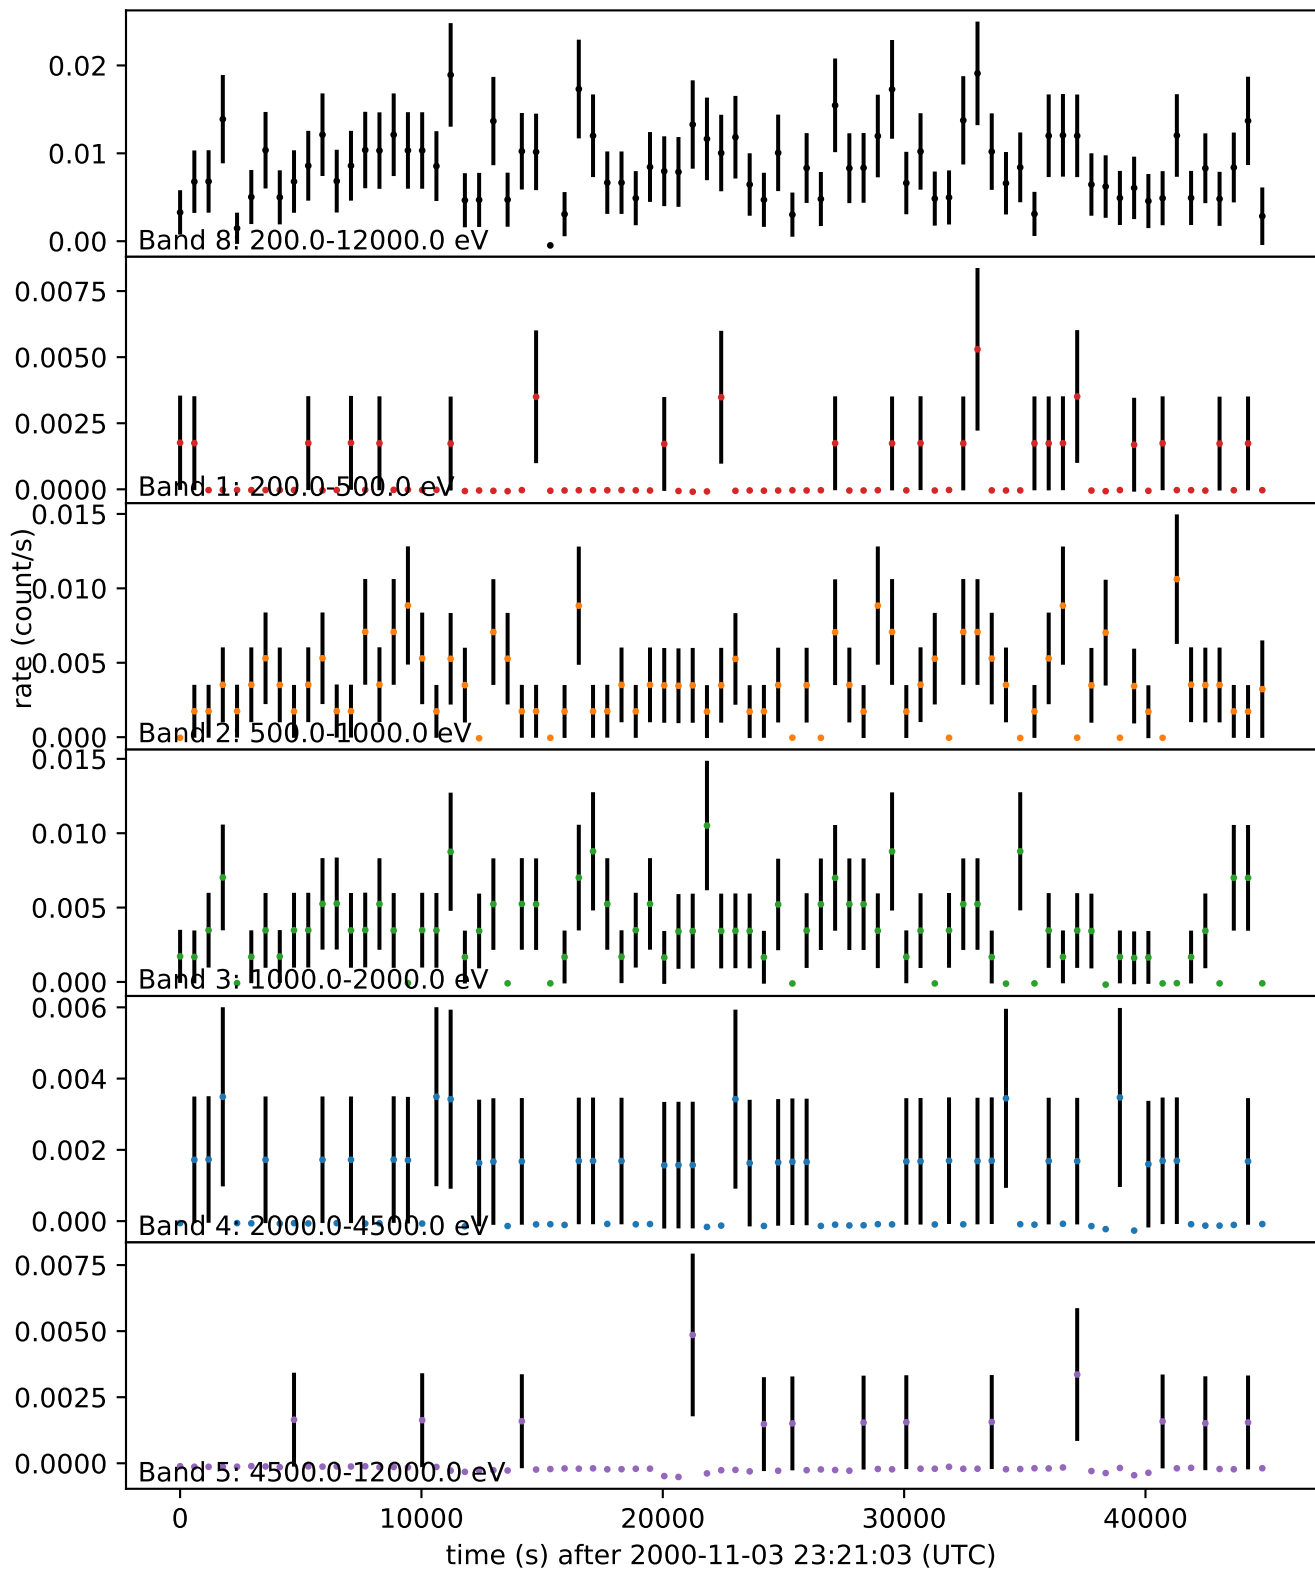 0.02
0.01
0.00
Band 8: 200.0-12000.0 eV
0.0075
0.0050
0.0025
0.0000
Band 1: 200.0-500.0 eV
0.015
0.010
0.005
0.000
Band 2: 500.0-1000.0 eV
rate (count/s)
0.015
0.010
0.005
0.000
Band 3: 1000.0-2000.0 eV
0.006
0.004
0.002
0.000
Band 4: 2000.0-4500.0 eV
0.0075
0.0050
0.0025
0.0000
Band 5: 4500.0-12000.0 eV
0 10000 20000 30000 40000
time (s) after 2000-11-03 23:21:03 (UTC)